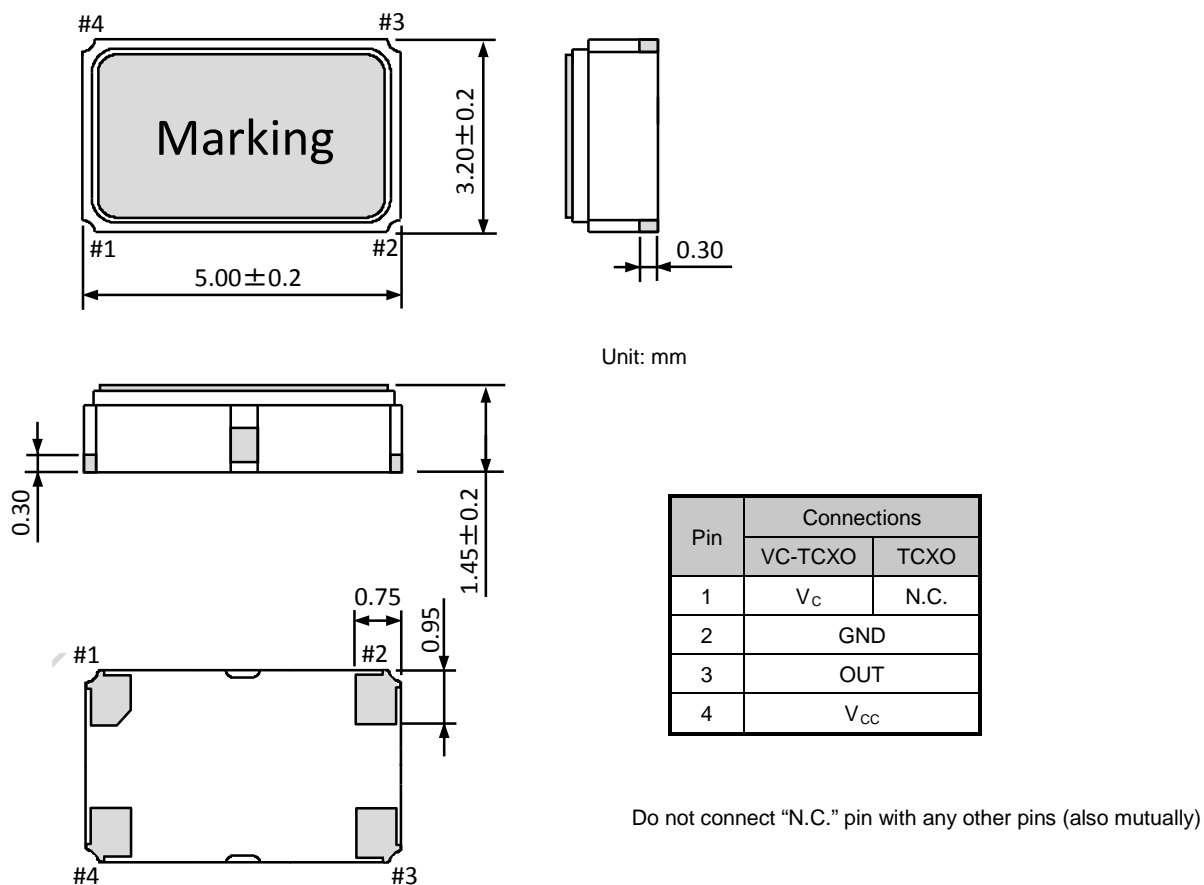 #4
#3
Marking
3.20±0.2
#1
#2
5.00±0.2
0.30
Unit: mm
0.30
1.45±0.2
0.75
0.95
#1
#2
#4
#3
Pin Connections
VC-TCXO TCXO
1 VC N.C.
2 GND
3 OUT
4 VCC
Do not connect “N.C.” pin with any other pins (also mutually)